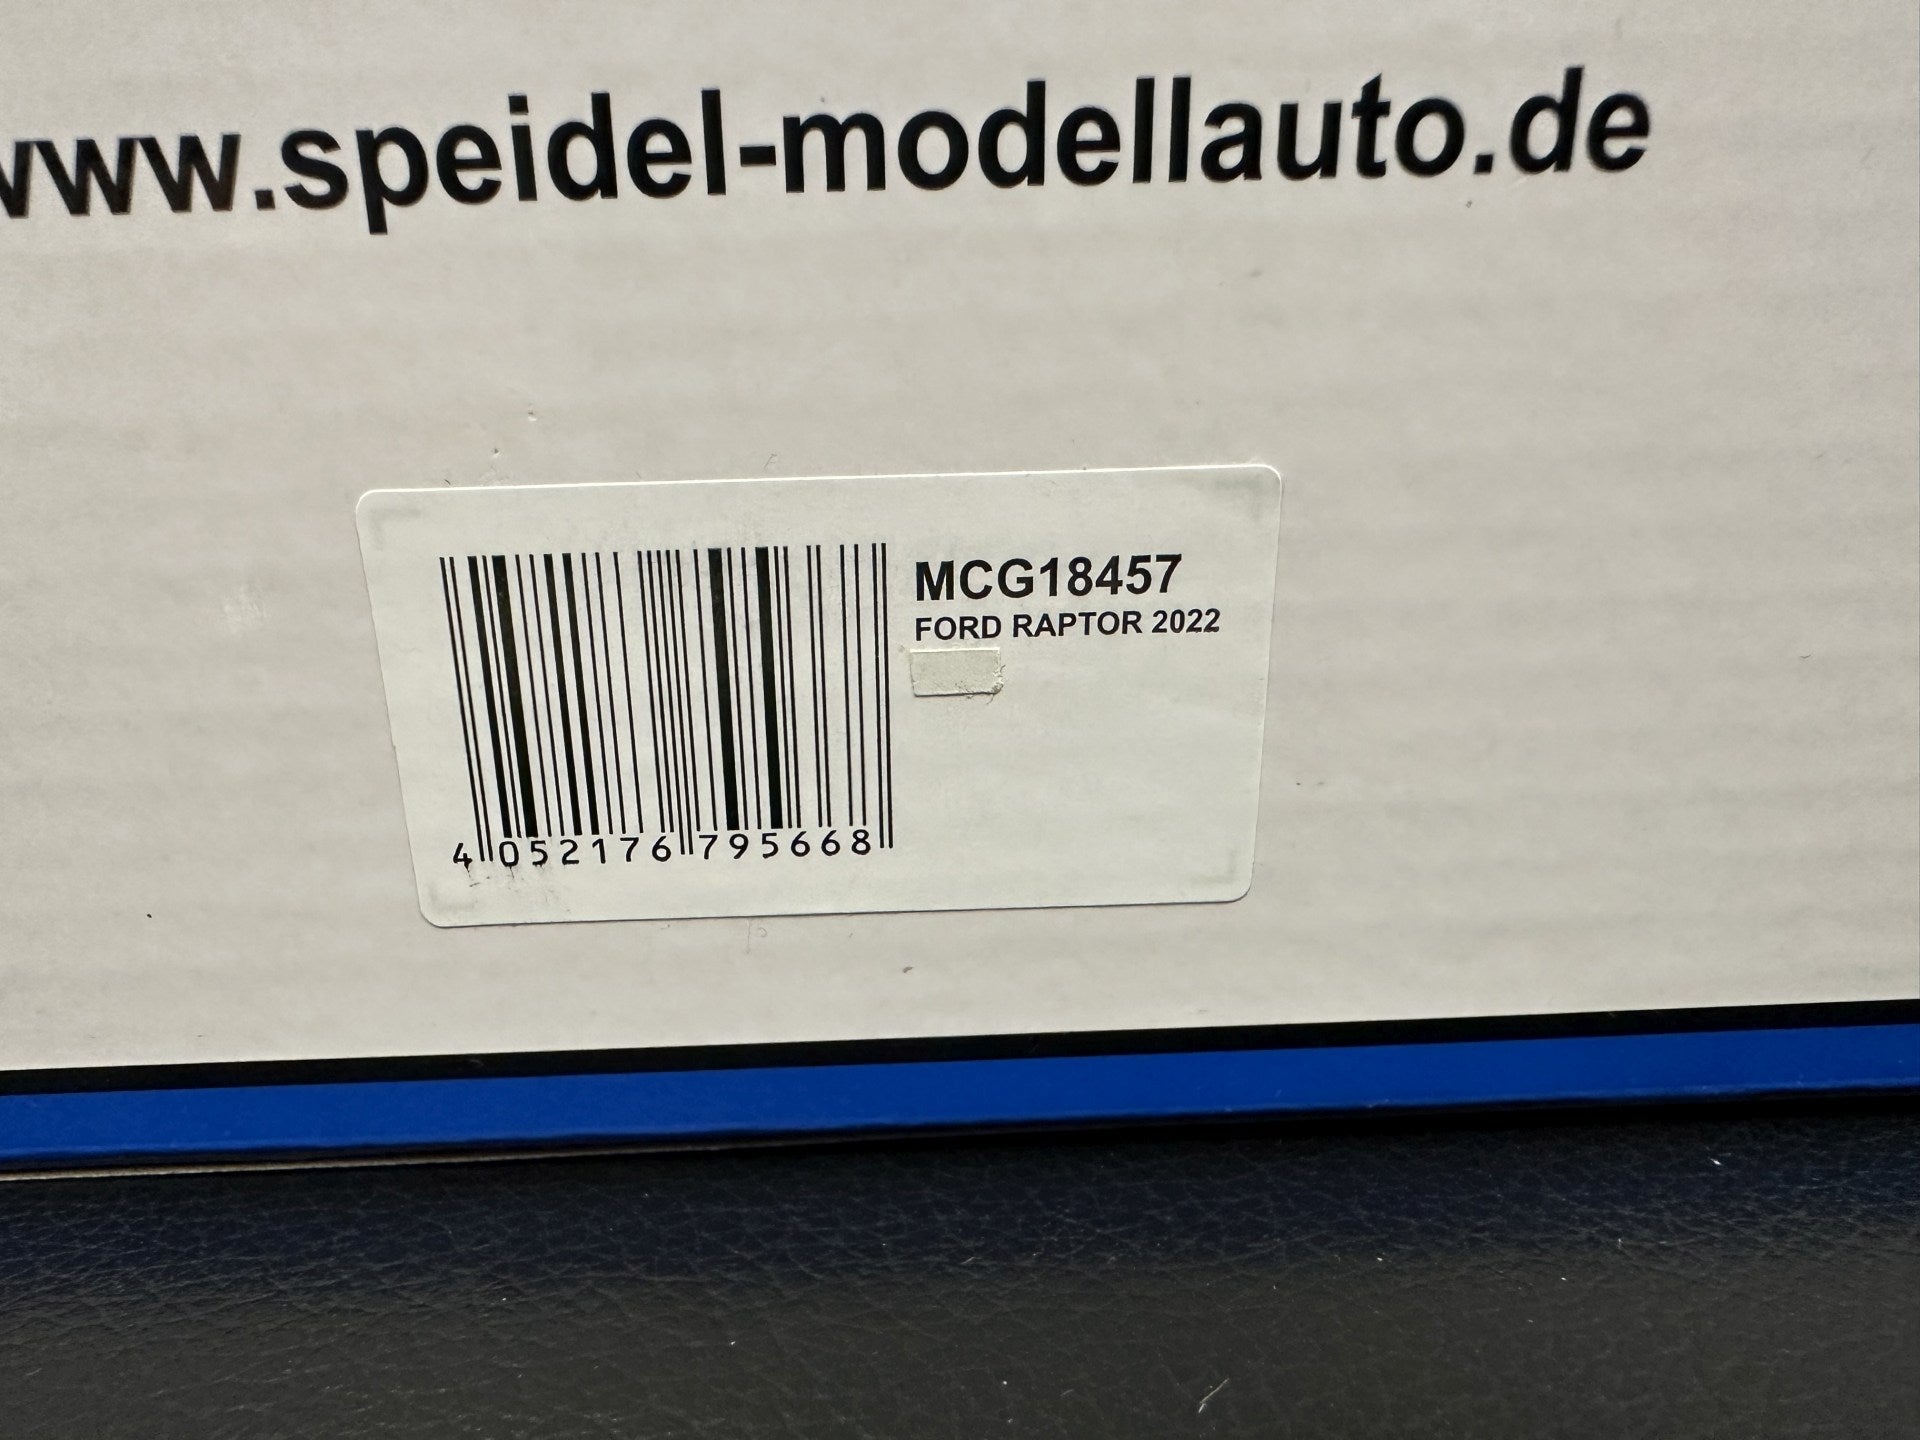 www.speidel-modellauto.de
MCG18457
FORD RAPTOR 2022
4 052176 795668